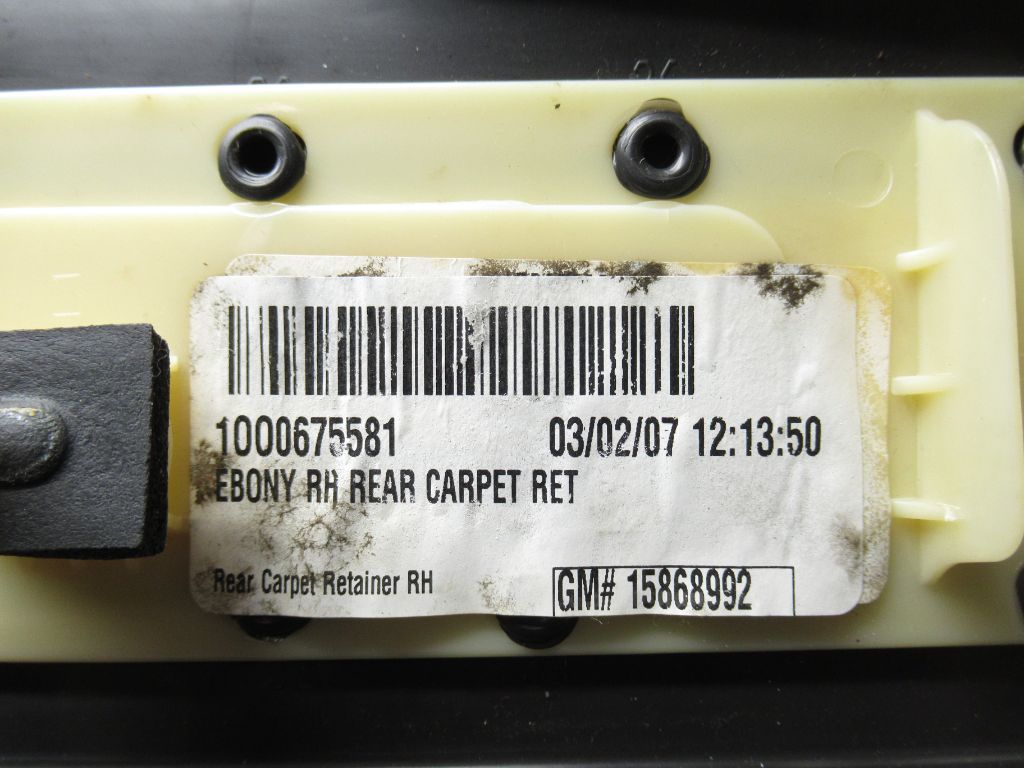 1000675581 03/02/07 12:13:50
EBONY RH REAR CARPET RET
Rear Carpet Retainer RH
GM# 15868992